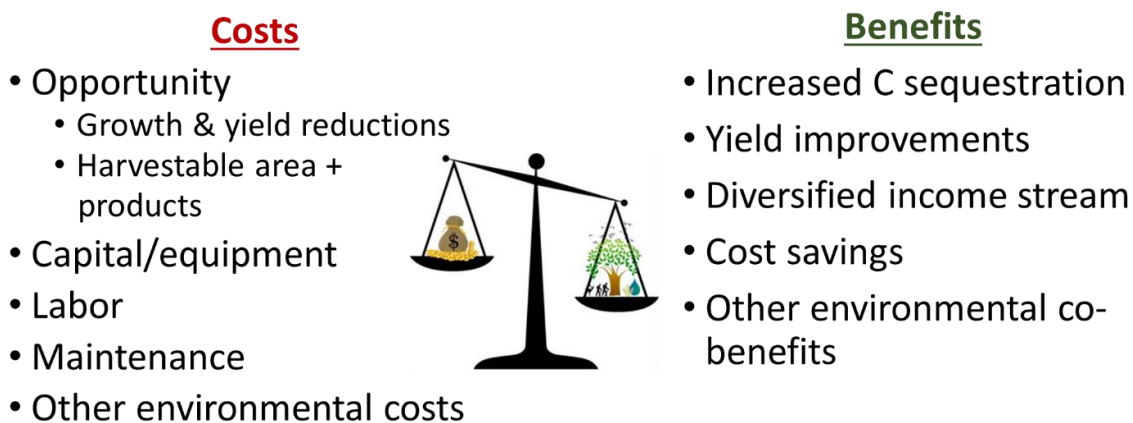 Costs
• Opportunity
• Growth & yield reductions
• Harvestable area +
products
• Capital/equipment
• Labor
• Maintenance
• Other environmental costs
$
Benefits
• Increased C sequestration
• Yield improvements
• Diversified income stream
• Cost savings
• Other environmental co-
benefits